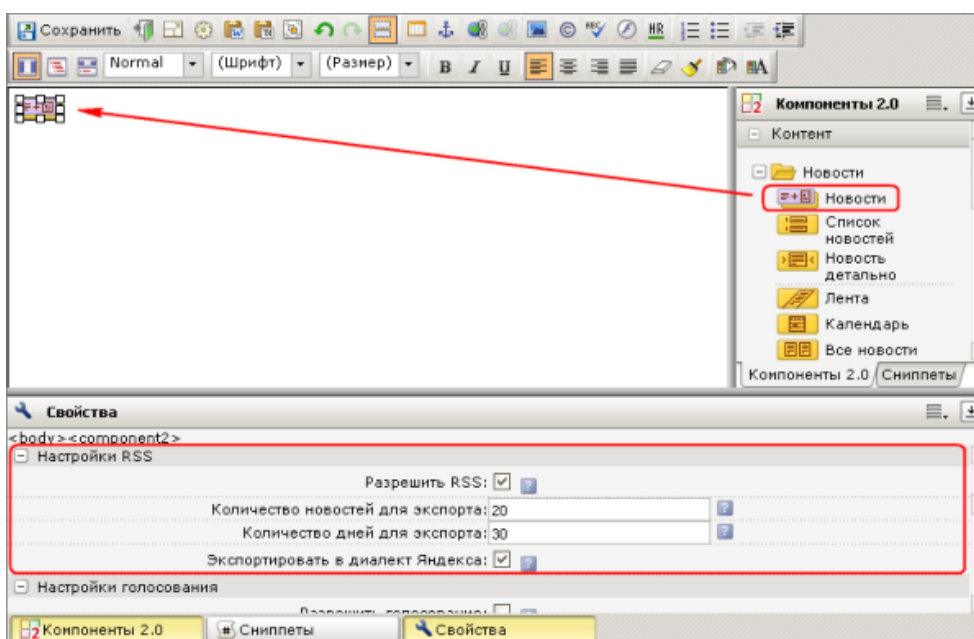 Сохранить
Normal (Шрифт) (Размер) B I U A
Компоненты 2.0
Контент
Новости
Новости
Список
новостей
Новость
детально
Лента
Календарь
Все новости
Компоненты 2.0 Сниппеты
Свойства
<body><component2>
Настройки RSS
Разрешить RSS:
Количество новостей для экспорта: 20
Количество дней для экспорта: 30
Экспортировать в диалект Яндекса:
Настройки голосования
Разрешить голосование:
Компоненты 2.0 Сниппеты Свойства